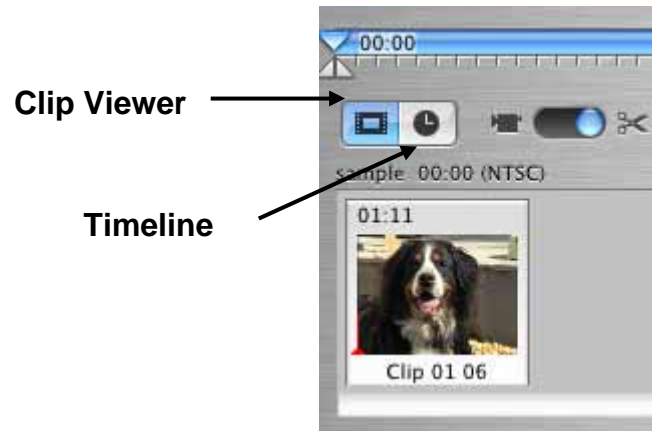 00:00
Clip Viewer
sample 00:00 (NTSC)
Timeline
01:11
Clip 01 06